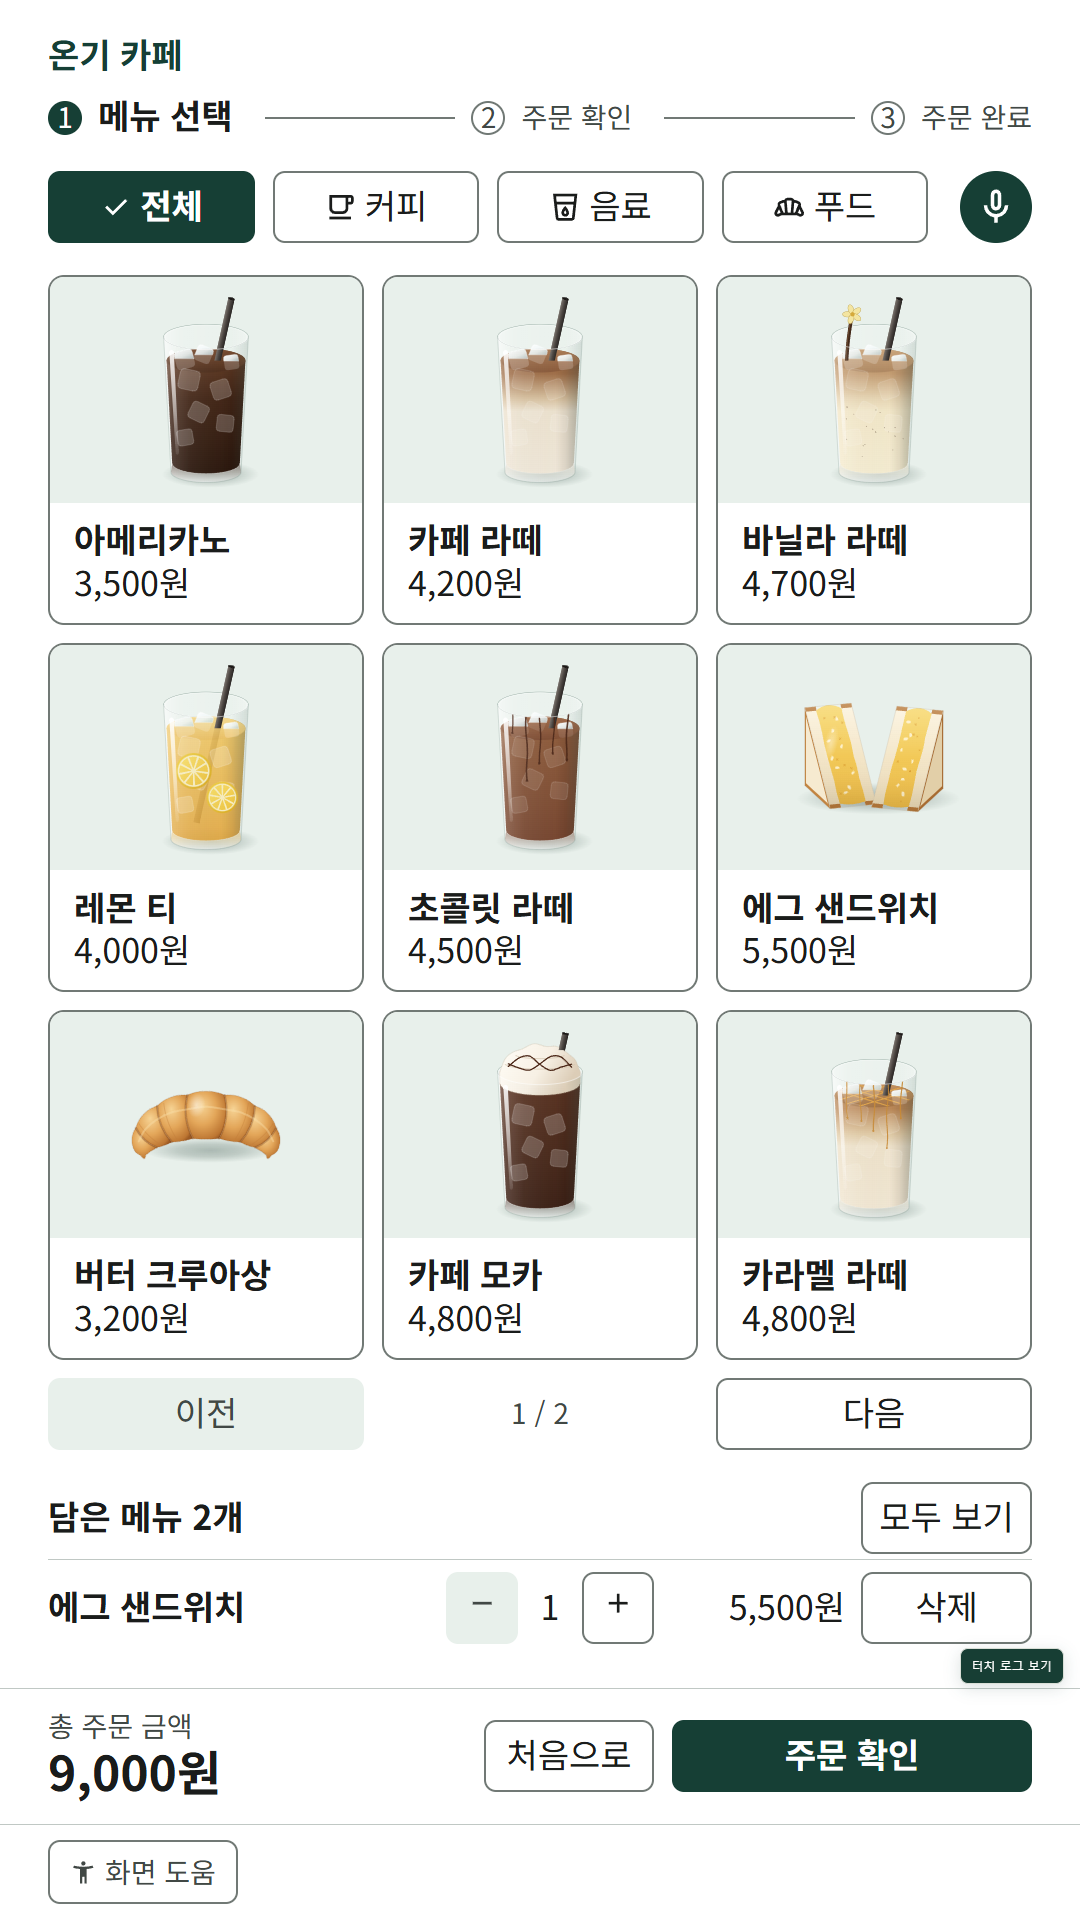 온기 카페
1 메뉴 선택 2 주문 확인 3 주문 완료
전체 커피 음료 푸드
아메리카노 카페 라떼 바닐라 라떼
3,500원 4,200원 4,700원
레몬 티 초콜릿 라떼 에그 샌드위치
4,000원 4,500원 5,500원
버터 크루아상 카페 모카 카라멜 라떼
3,200원 4,800원 4,800원
이전 1 / 2 다음
담은 메뉴 2개 모두 보기
에그 샌드위치 − 1 + 5,500원 삭제
터치 로그 보기
총 주문 금액
9,000원 처음으로 주문 확인
화면 도움